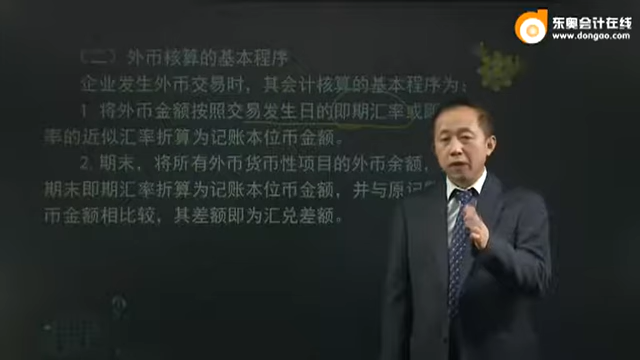 东奥会计在线
www.dongao.com
（二）外币核算的基本程序
企业发生外币交易时，其会计核算的基本程序为：
1.将外币金额按照交易发生日的即期汇率或
率的近似汇率折算为记账本位币金额。
2.期末，将所有外币货币性项目的外币余额，
期末即期汇率折算为记账本位币金额，并与原记
币金额相比较，其差额即为汇兑差额。